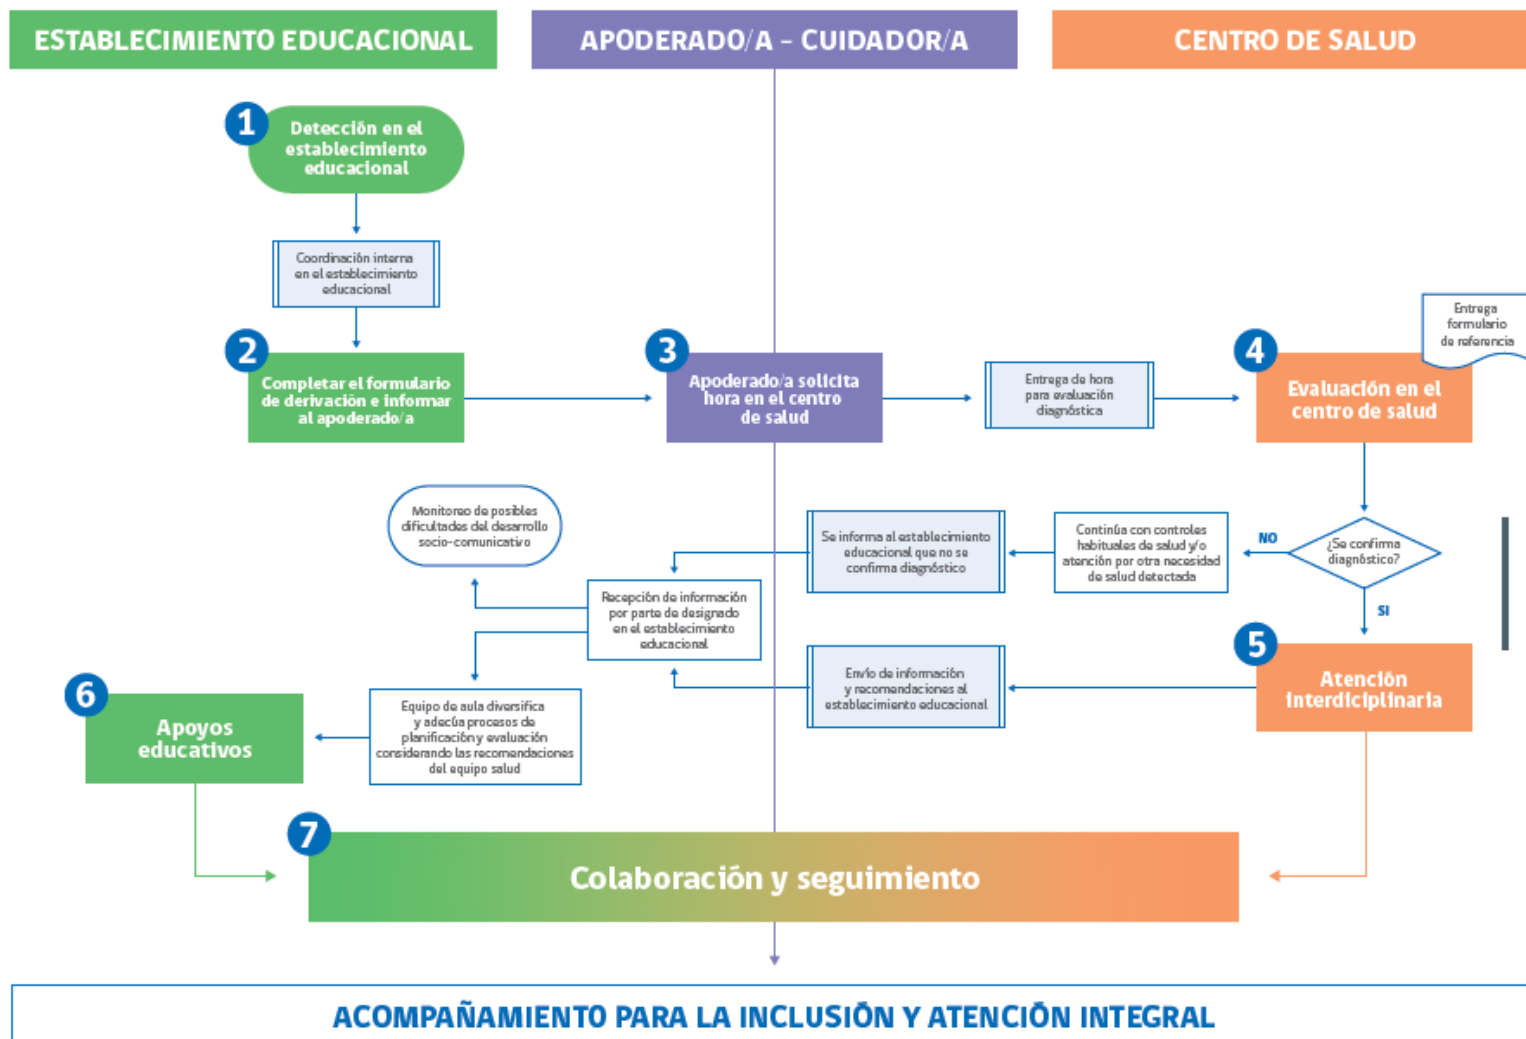 ESTABLECIMIENTO EDUCACIONAL
APODERADO/A – CUIDADOR/A
CENTRO DE SALUD
1
Detección en el
establecimiento
educacional
Coordinación interna
en el establecimiento
educacional
2
Completar el formulario
de derivación e informar
al apoderado/a
3
Apoderado/a solicita
hora en el centro
de salud
Entrega de hora
para evaluación
diagnóstica
4
Evaluación en el
centro de salud
Entrega
formulario
de referencia
¿Se confirma
diagnóstico?
NO
SI
Continúa con controles
habituales de salud y/o
atención por otra necesidad
de salud detectada
Se informa al establecimiento
educacional que no se
confirma diagnóstico
Monitoreo de posibles
dificultades del desarrollo
socio-comunicativo
Recepción de información
por parte de designado
en el establecimiento
educacional
5
Atención
interdiciplinaria
Envío de información
y recomendaciones al
establecimiento educacional
Equipo de aula diversifica
y adecúa procesos de
planificación y evaluación
considerando las recomendaciones
del equipo salud
6
Apoyos
educativos
7
Colaboración y seguimiento
ACOMPAÑAMIENTO PARA LA INCLUSIÓN Y ATENCIÓN INTEGRAL